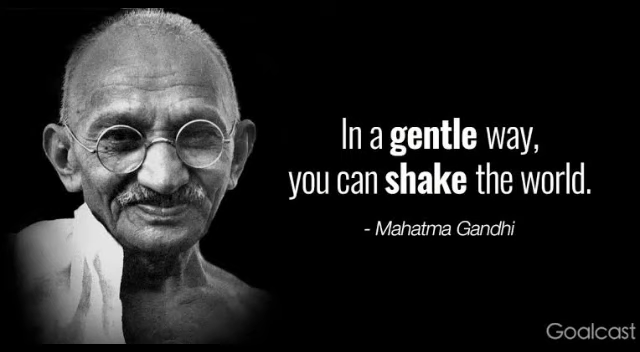 In a gentle way,
you can shake the world.
- Mahatma Gandhi
Goalcast